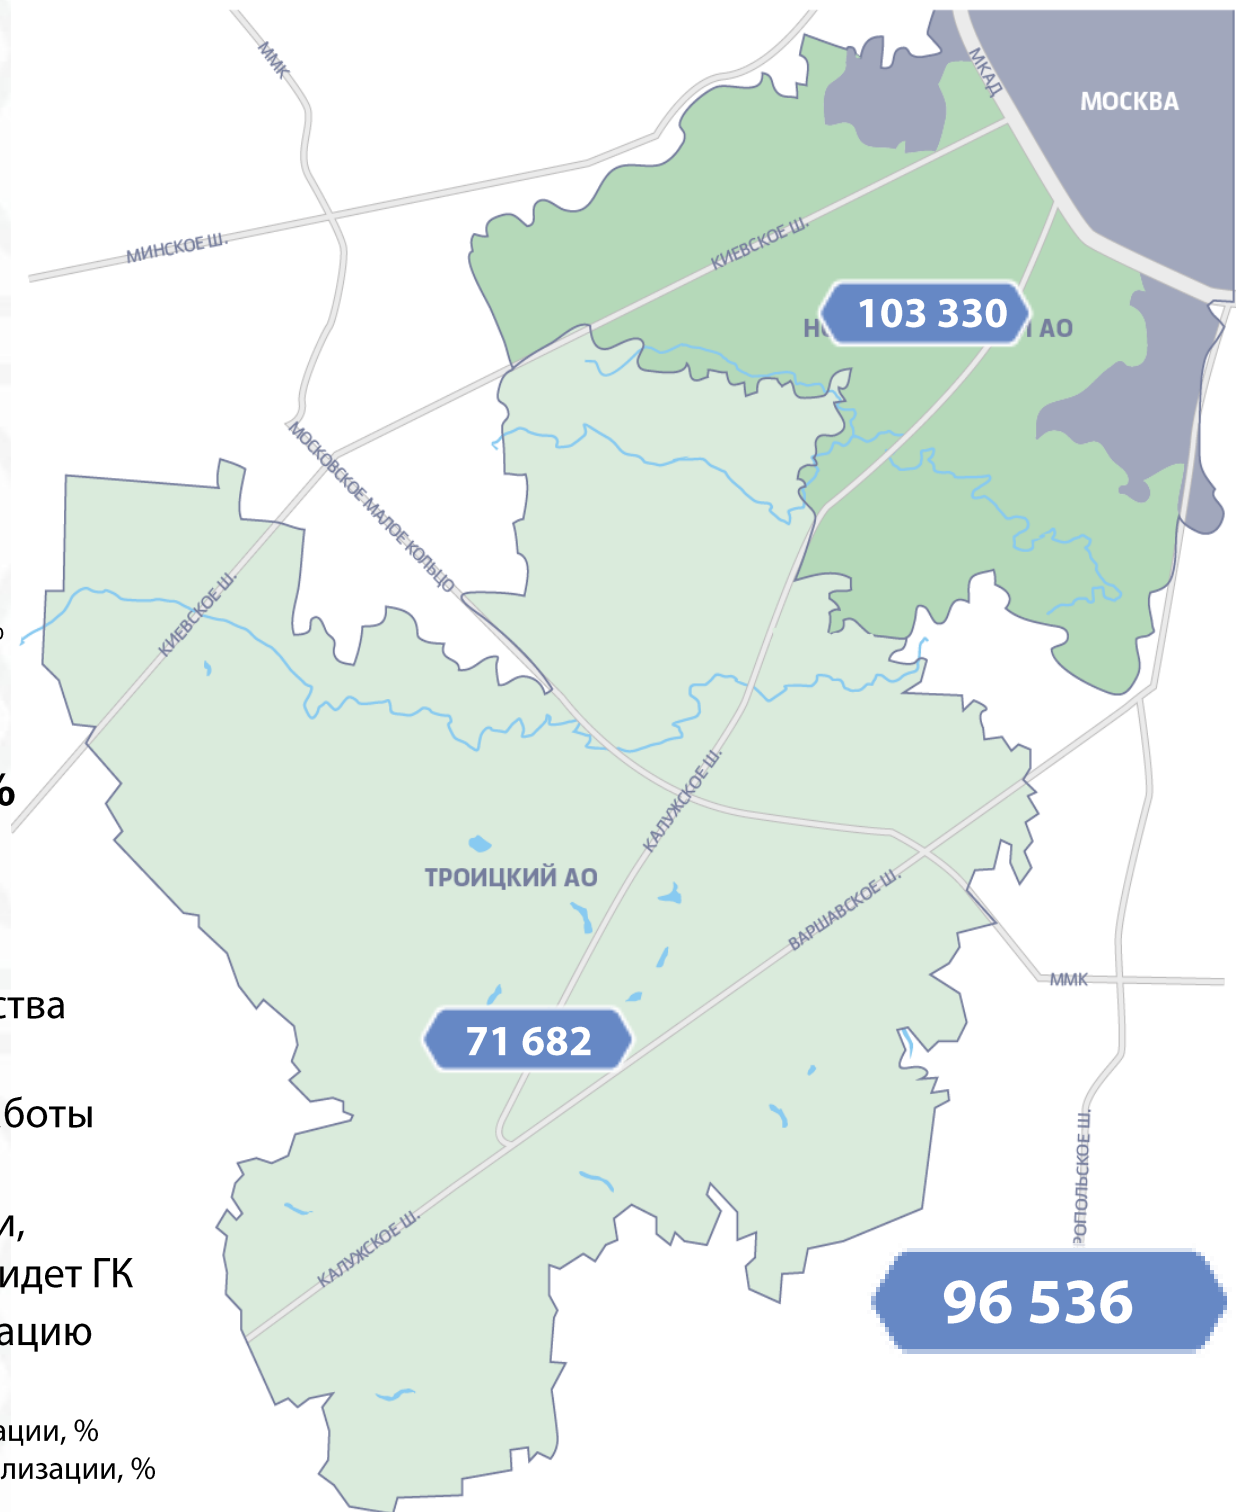 ММК
МКАД
МОСКВА
МИНСКОЕ Ш.
КИЕВСКОЕ Ш.
103 330
АО
МОСКОВСКОЕ МАЛОЕ КОЛЬЦО
КИЕВСКОЕ Ш.
%
КАЛУЖСКОЕ Ш.
ТРОИЦКИЙ АО
ВАРШАВСКОЕ Ш.
ММК
ства
71 682
боты
РОПОЛЬСКОЕ Ш.
и,
идет ГК
КАЛУЖСКОЕ Ш.
96 536
ацию
ации, %
лизации, %